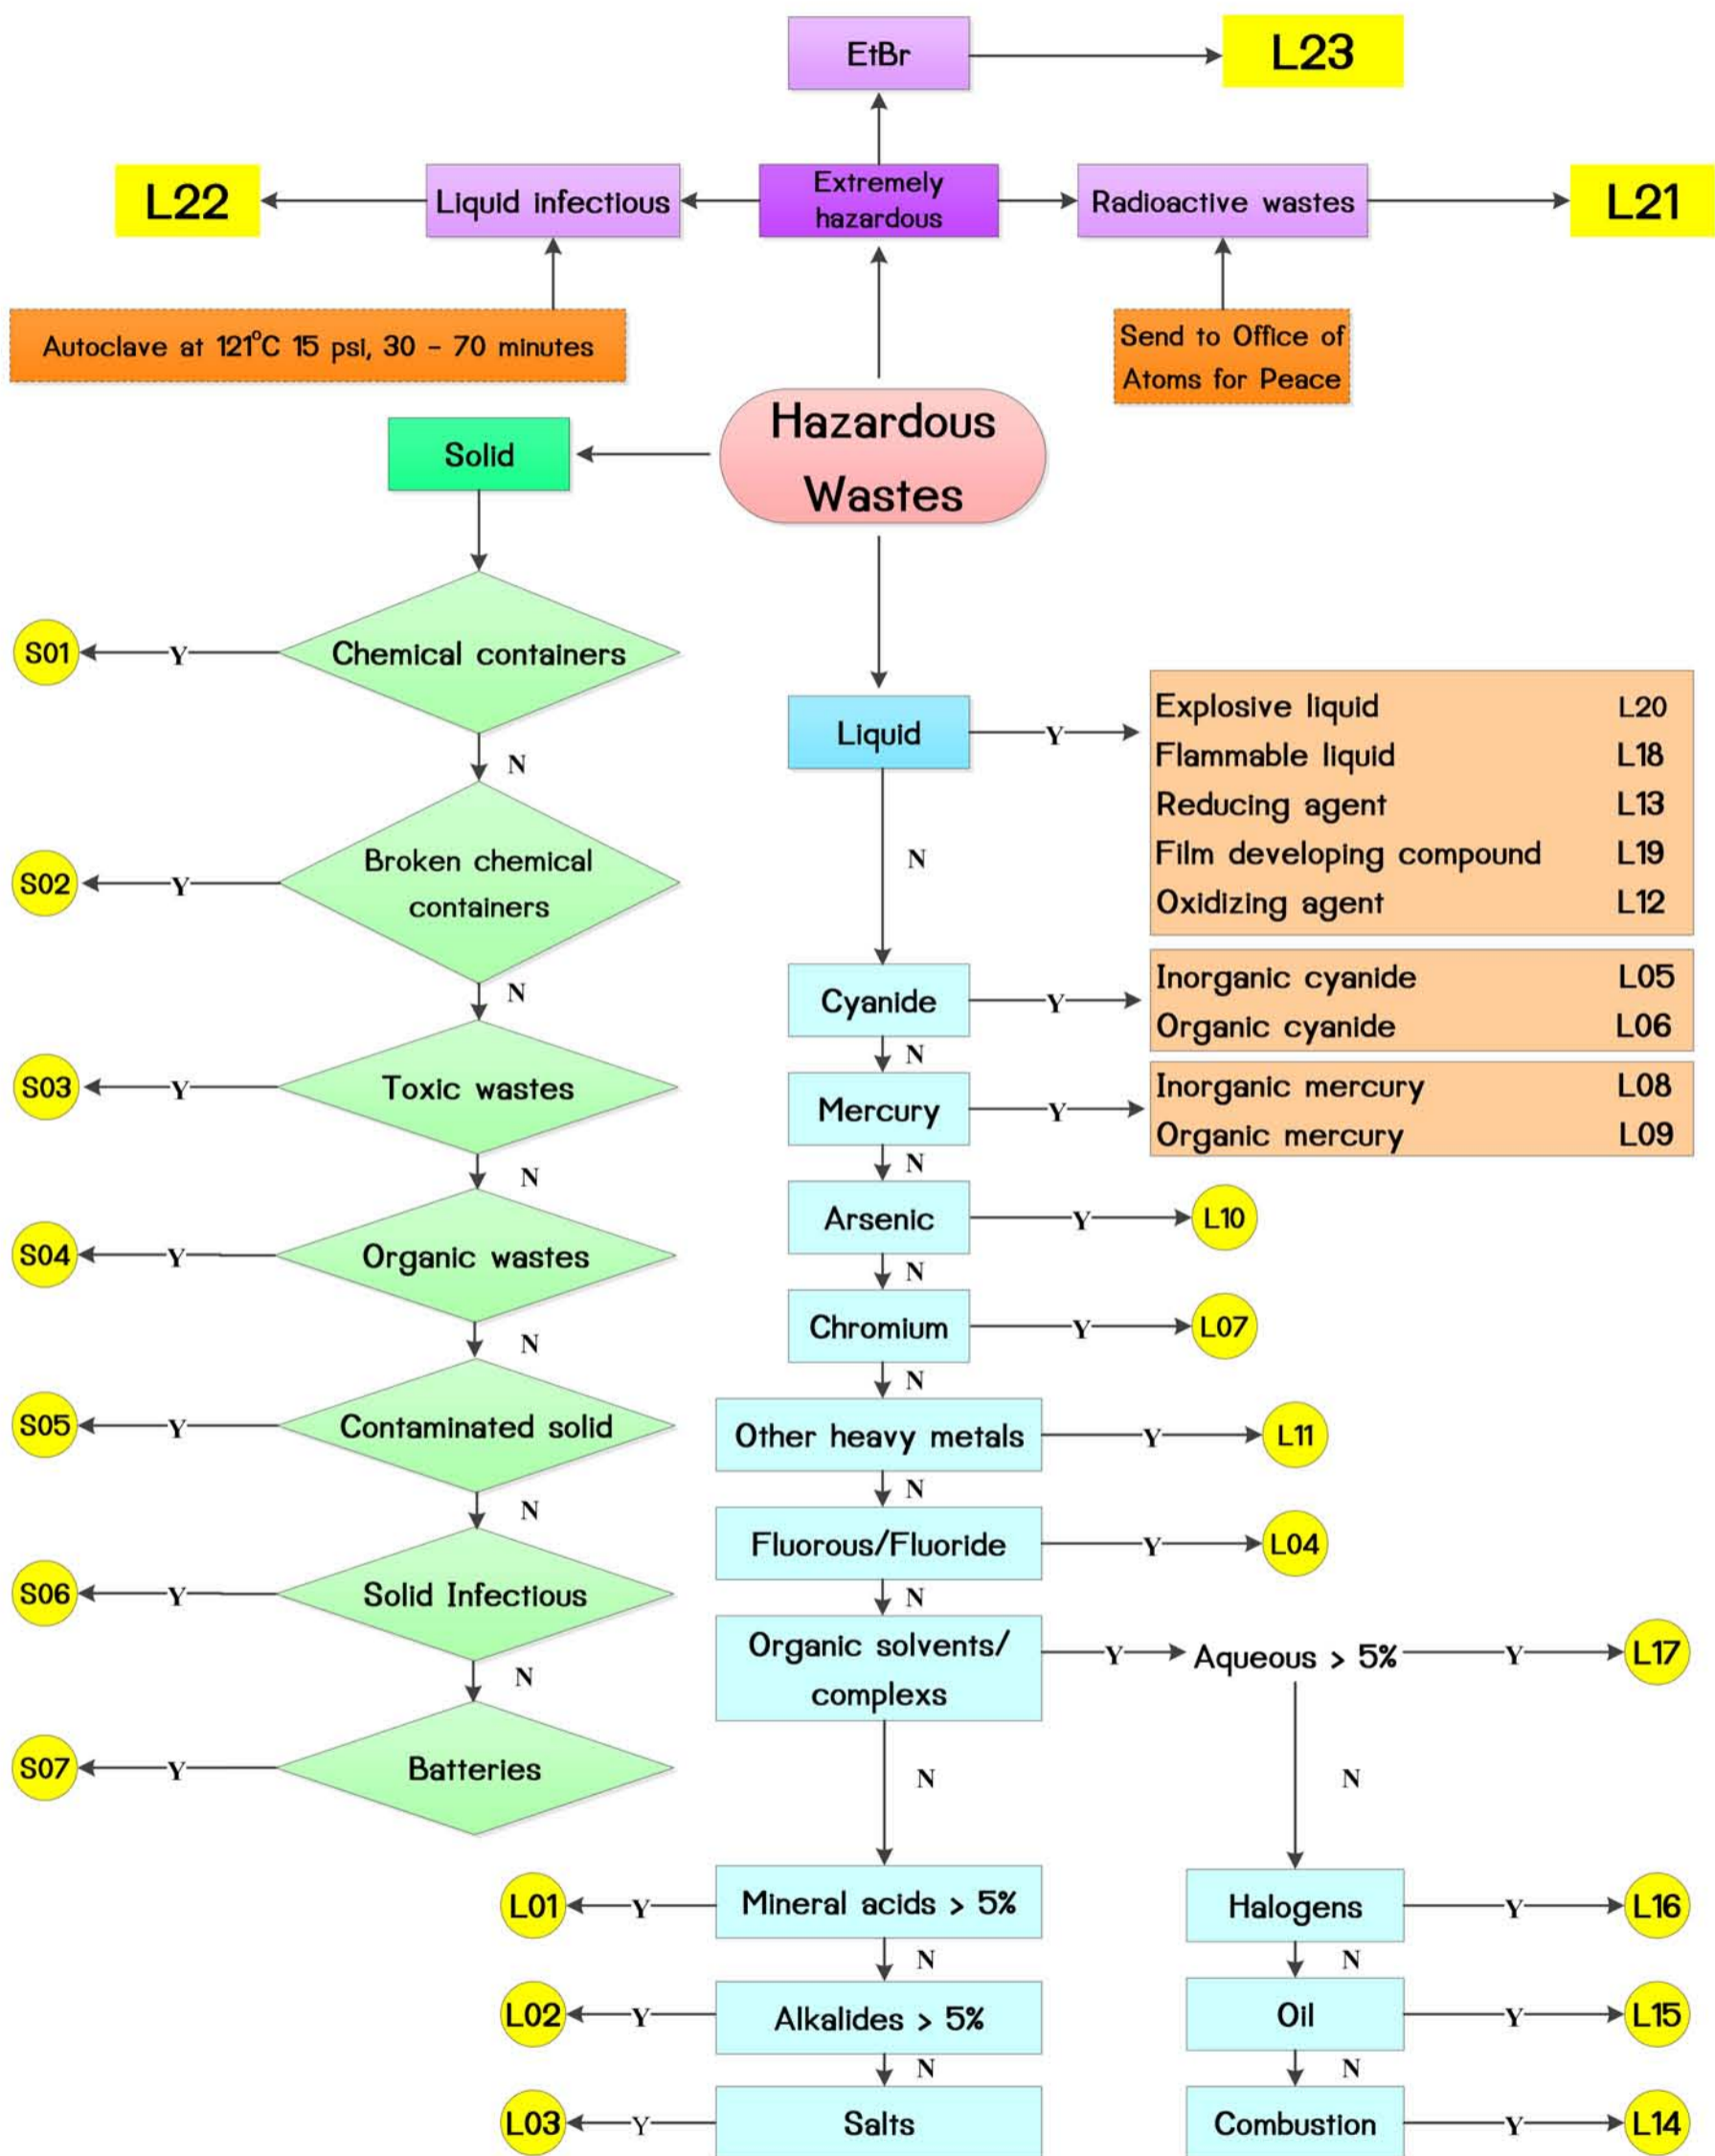 EtBr
L23
L22
Liquid infectious
Extremely
hazardous
Radioactive wastes
L21
Autoclave at 121°C 15 psi, 30 - 70 minutes
Send to Office of
Atoms for Peace
Hazardous
Wastes
Solid
S01
Y
Chemical containers
N
S02
Y
Broken chemical
containers
N
S03
Y
Toxic wastes
N
S04
Y
Organic wastes
N
S05
Y
Contaminated solid
N
S06
Y
Solid Infectious
N
S07
Y
Batteries
Liquid
Y
Explosive liquid L20
Flammable liquid L18
Reducing agent L13
Film developing compound L19
Oxidizing agent L12
N
Cyanide
Y
Inorganic cyanide L05
Organic cyanide L06
N
Mercury
Y
Inorganic mercury L08
Organic mercury L09
N
Arsenic
Y
L10
N
Chromium
Y
L07
N
Other heavy metals
Y
L11
N
Fluorous/Fluoride
Y
L04
N
Organic solvents/
complexs
Y
Aqueous > 5%
Y
L17
N
N
L01
Y
Mineral acids > 5%
N
L02
Y
Alkalides > 5%
N
L03
Y
Salts
Halogens
Y
L16
N
Oil
Y
L15
N
Combustion
Y
L14